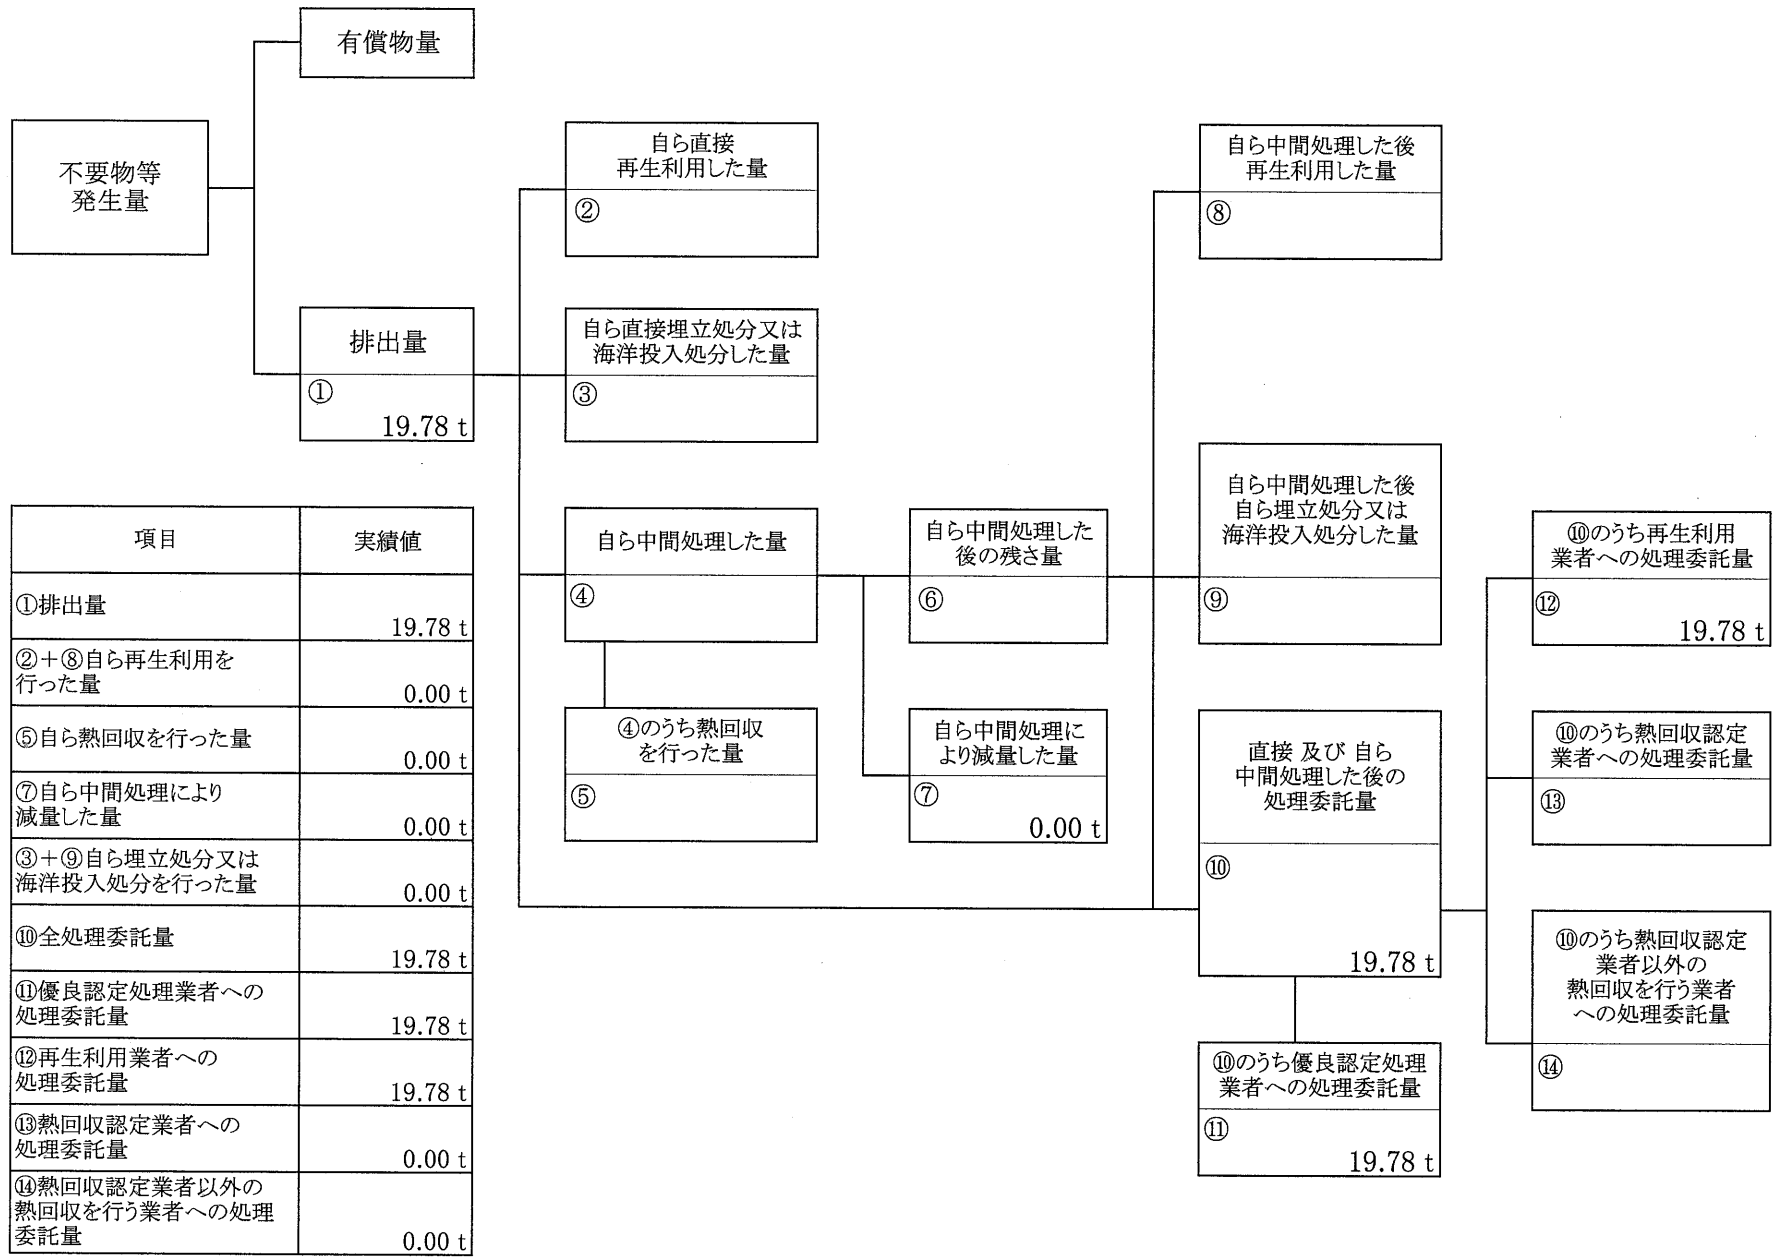 有償物量
不要物等
発生量
排出量
①
19.78 t
自ら直接
再生利用した量
②
自ら直接埋立処分又は
海洋投入処分した量
③
自ら中間処理した量
④
④のうち熱回収
を行った量
⑤
自ら中間処理した
後の残さ量
⑥
自ら中間処理に
より減量した量
⑦
0.00 t
自ら中間処理した後
再生利用した量
⑧
自ら中間処理した後
自ら埋立処分又は
海洋投入処分した量
⑨
直接 及び 自ら
中間処理した後の
処理委託量
⑩
19.78 t
⑩のうち優良認定処理
業者への処理委託量
⑪
19.78 t
⑩のうち再生利用
業者への処理委託量
⑫
19.78 t
⑩のうち熱回収認定
業者への処理委託量
⑬
⑩のうち熱回収認定
業者以外の
熱回収を行う業者
への処理委託量
⑭
項目 実績値
①排出量
19.78 t
②+⑧自ら再生利用を
行った量
0.00 t
⑤自ら熱回収を行った量
0.00 t
⑦自ら中間処理により
減量した量
0.00 t
③+⑨自ら埋立処分又は
海洋投入処分を行った量
0.00 t
⑩全処理委託量
19.78 t
⑪優良認定処理業者への
処理委託量
19.78 t
⑫再生利用業者への
処理委託量
19.78 t
⑬熱回収認定業者への
処理委託量
0.00 t
⑭熱回収認定業者以外の
熱回収を行う業者への処理
委託量
0.00 t